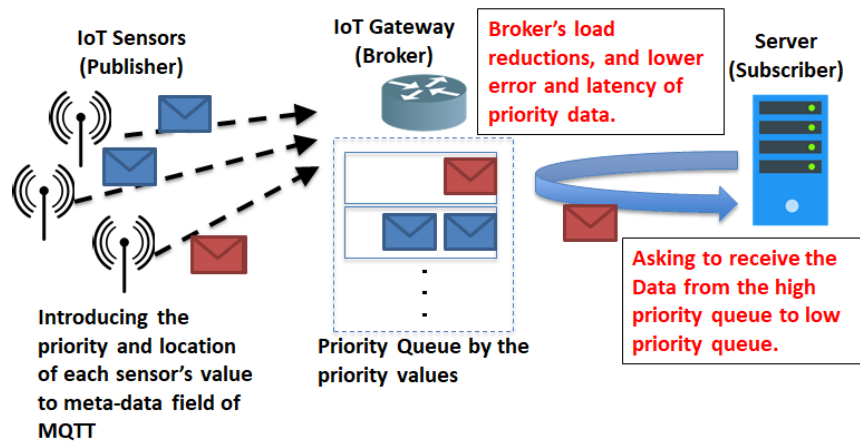 IoT Sensors
(Publisher)
IoT Gateway
(Broker)
Broker's load
reductions, and lower
error and latency of
priority data.
Server
(Subscriber)
Asking to receive the
Data from the high
priority queue to low
priority queue.
Introducing the
priority and location
of each sensor's value
to meta-data field of
MQTT
Priority Queue by the
priority values